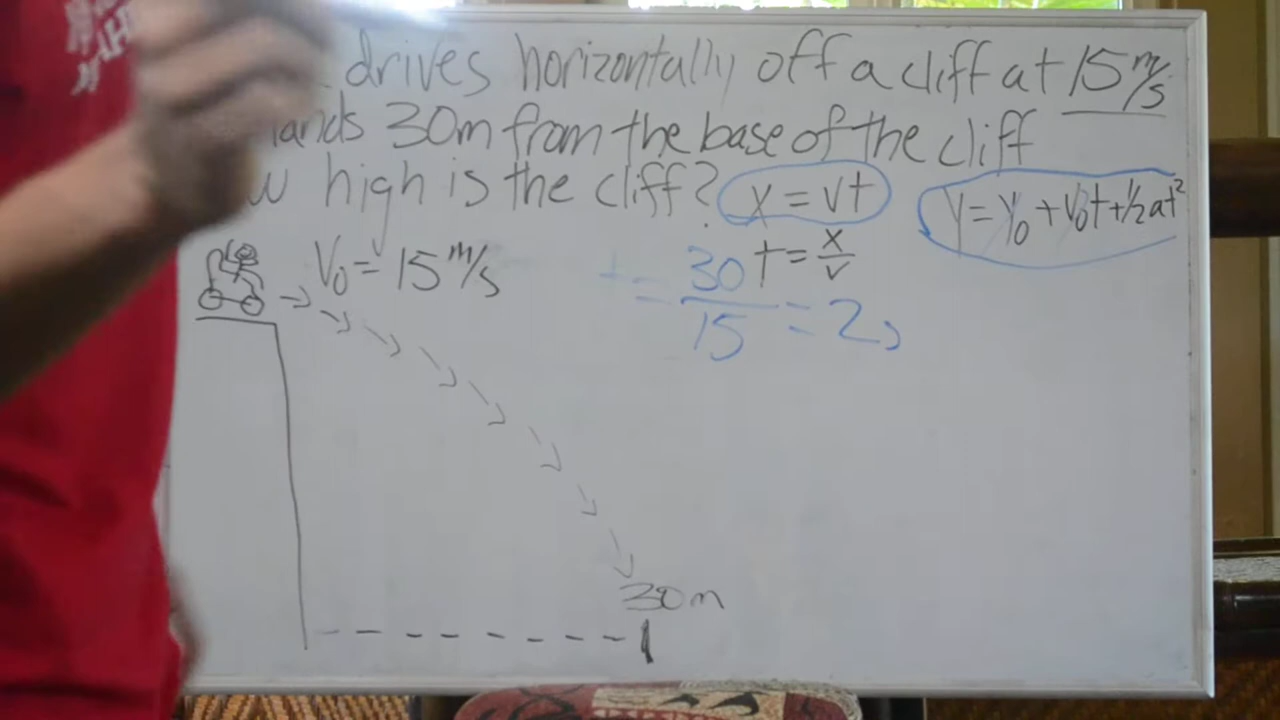 drives horizontally off a cliff at 15 m/s
lands 30m from the base of the cliff
high is the cliff? x = vt y = y₀ + v₀t + ½at²
V₀ = 15 m/s t = x/v
= 30/15 = 2s
30m